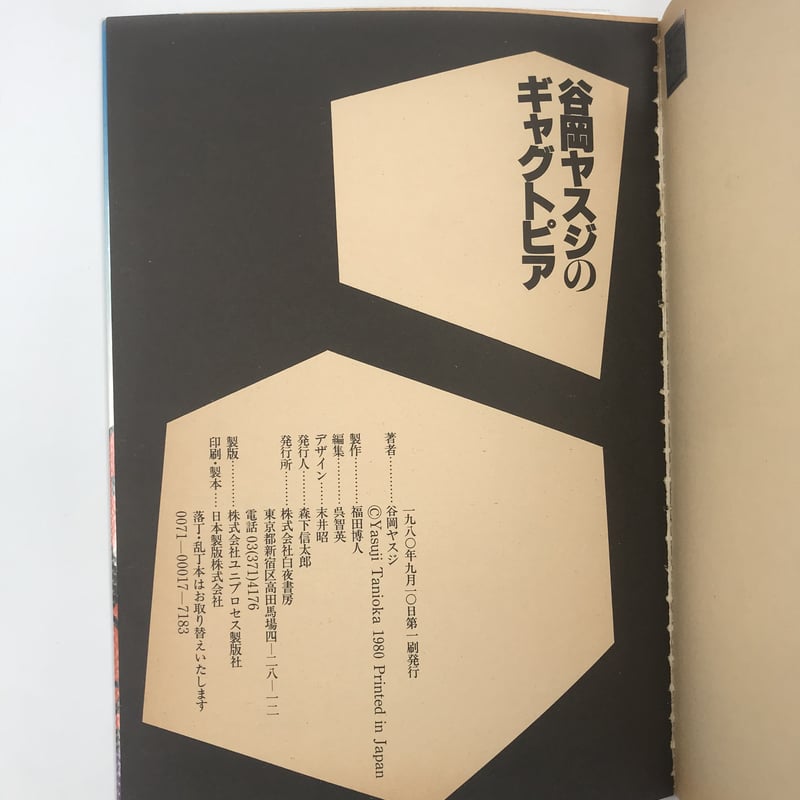 谷岡ヤスジの
ギャグトピア
一九八〇年九月一〇日第一刷発行
著者…………谷岡ヤスジ
©Yasuji Tanioka 1980 Printed in Japan
製作…………福田博人
編集…………呉智英
デザイン……末井昭
発行人………森下信太郎
発行所………株式会社白夜書房
東京都新宿区高田馬場四—二八—一二
電話 03(371)4176
製版…………株式会社ユニプロセス製版社
印刷・製本…日本製版株式会社
落丁・乱丁本はお取り替えいたします
0071—00017—7183